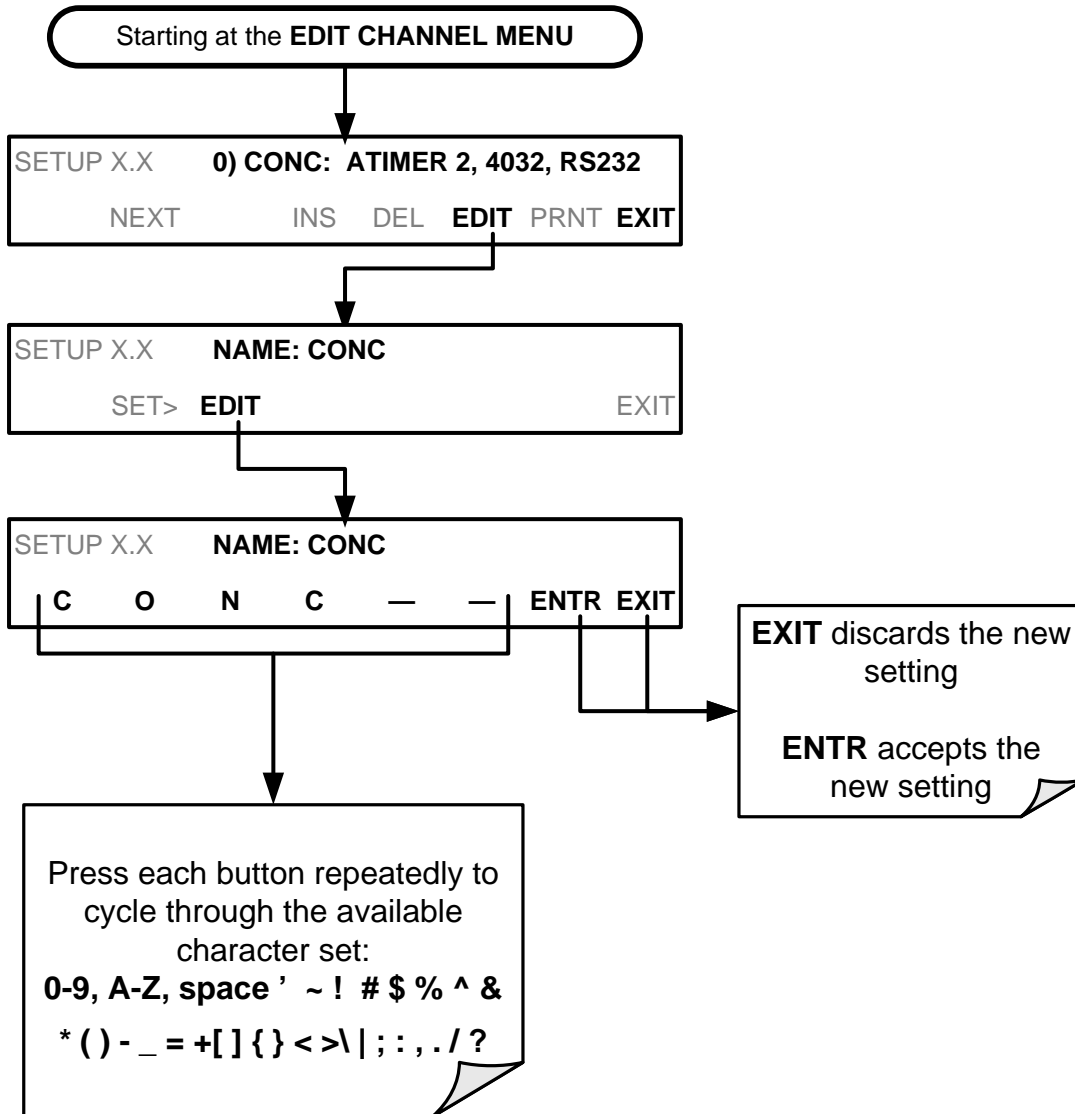 Starting at the EDIT CHANNEL MENU
SETUP X.X 0) CONC: ATIMER 2, 4032, RS232
NEXT INS DEL EDIT PRNT EXIT
SETUP X.X NAME: CONC
SET> EDIT EXIT
SETUP X.X NAME: CONC
C O N C — — ENTR EXIT
EXIT discards the new
setting
ENTR accepts the
new setting
Press each button repeatedly to
cycle through the available
character set:
0-9, A-Z, space ’ ~ ! # $ % ^ &
* ( ) - _ = +[ ] { } < >\ | ; : , . / ?